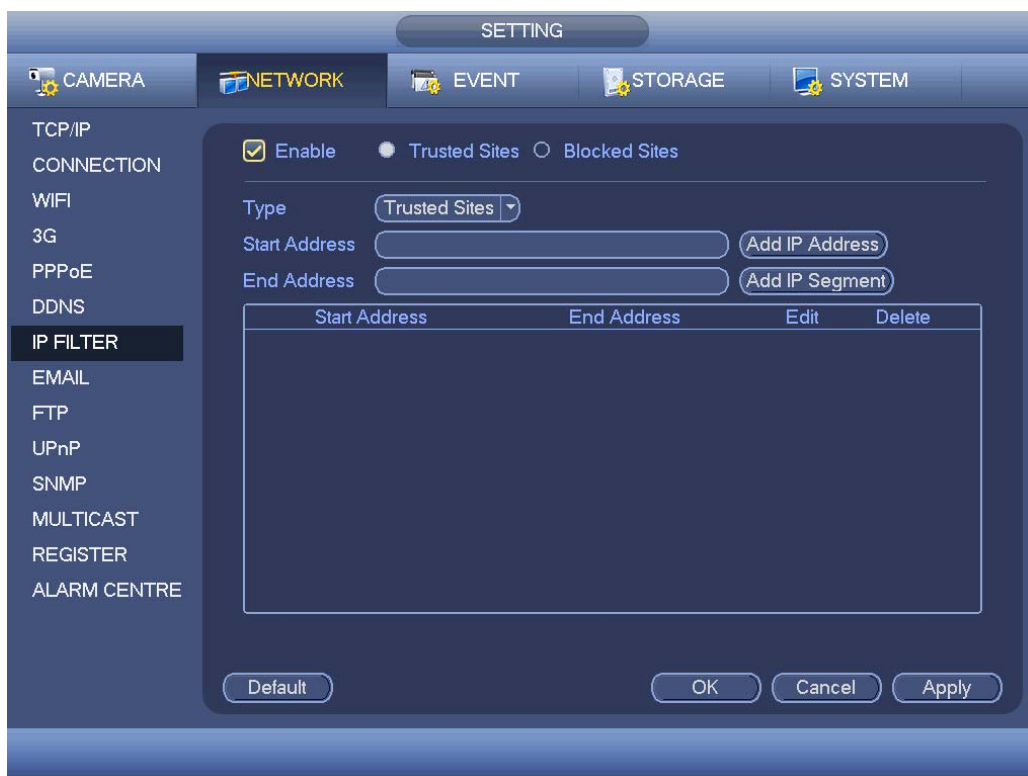 SETTING
CAMERA NETWORK EVENT STORAGE SYSTEM
TCP/IP
CONNECTION
WIFI
3G
PPPoE
DDNS
IP FILTER
EMAIL
FTP
UPnP
SNMP
MULTICAST
REGISTER
ALARM CENTRE
Enable Trusted Sites Blocked Sites
Type Trusted Sites
Start Address Add IP Address
End Address Add IP Segment
Start Address End Address Edit Delete
Default OK Cancel Apply